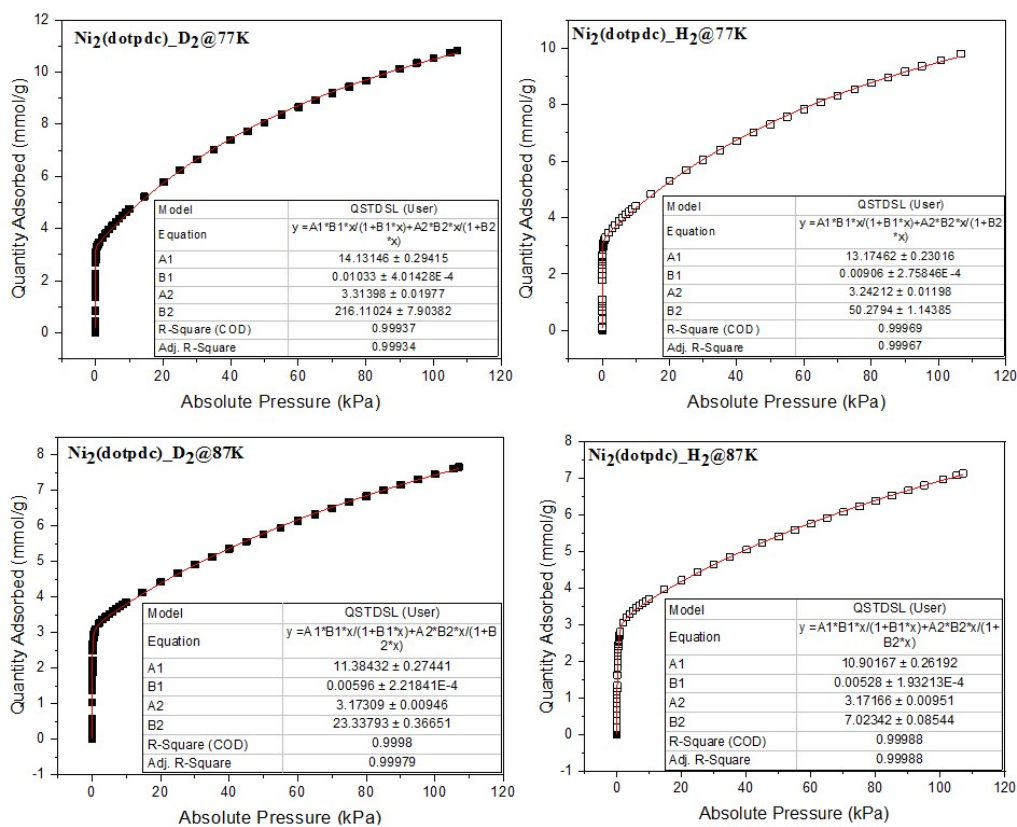 Ni2(dotpdc)_D2@77K
12
10
8
6
4
2
0
Quantity Adsorbed (mmol/g)
Model QSTDSL (User)
Equation y =A1*B1*x/(1+B1*x)+A2*B2*x/(1+B2
*x)
A1 14.13146 ± 0.29415
B1 0.01033 ± 4.01428E-4
A2 3.31398 ± 0.01977
B2 216.11024 ± 7.90382
R-Square (COD) 0.99937
Adj. R-Square 0.99934
0 20 40 60 80 100 120
Absolute Pressure (kPa)
Ni2(dotpdc)_H2@77K
10
8
6
4
2
0
Quantity Adsorbed (mmol/g)
Model QSTDSL (User)
Equation y =A1*B1*x/(1+B1*x)+A2*B2*x/(1+B2
*x)
A1 13.17462 ± 0.23016
B1 0.00906 ± 2.75846E-4
A2 3.24212 ± 0.01198
B2 50.2794 ± 1.14385
R-Square (COD) 0.99969
Adj. R-Square 0.99967
0 20 40 60 80 100 120
Absolute Pressure (kPa)
Ni2(dotpdc)_D2@87K
8
7
6
5
4
3
2
1
0
-1
Quantity Adsorbed (mmol/g)
Model QSTDSL (User)
Equation y =A1*B1*x/(1+B1*x)+A2*B2*x/(1+B
2*x)
A1 11.38432 ± 0.27441
B1 0.00596 ± 2.21841E-4
A2 3.17309 ± 0.00946
B2 23.33793 ± 0.36651
R-Square (COD) 0.9998
Adj. R-Square 0.99979
0 20 40 60 80 100 120
Absolute Pressure (kPa)
Ni2(dotpdc)_H2@87K
8
7
6
5
4
3
2
1
0
-1
Quantity Adsorbed (mmol/g)
Model QSTDSL (User)
Equation y =A1*B1*x/(1+B1*x)+A2*B2*x/(1+
B2*x)
A1 10.90167 ± 0.26192
B1 0.00528 ± 1.93213E-4
A2 3.17166 ± 0.00951
B2 7.02342 ± 0.08544
R-Square (COD) 0.99988
Adj. R-Square 0.99988
0 20 40 60 80 100 120
Absolute Pressure (kPa)